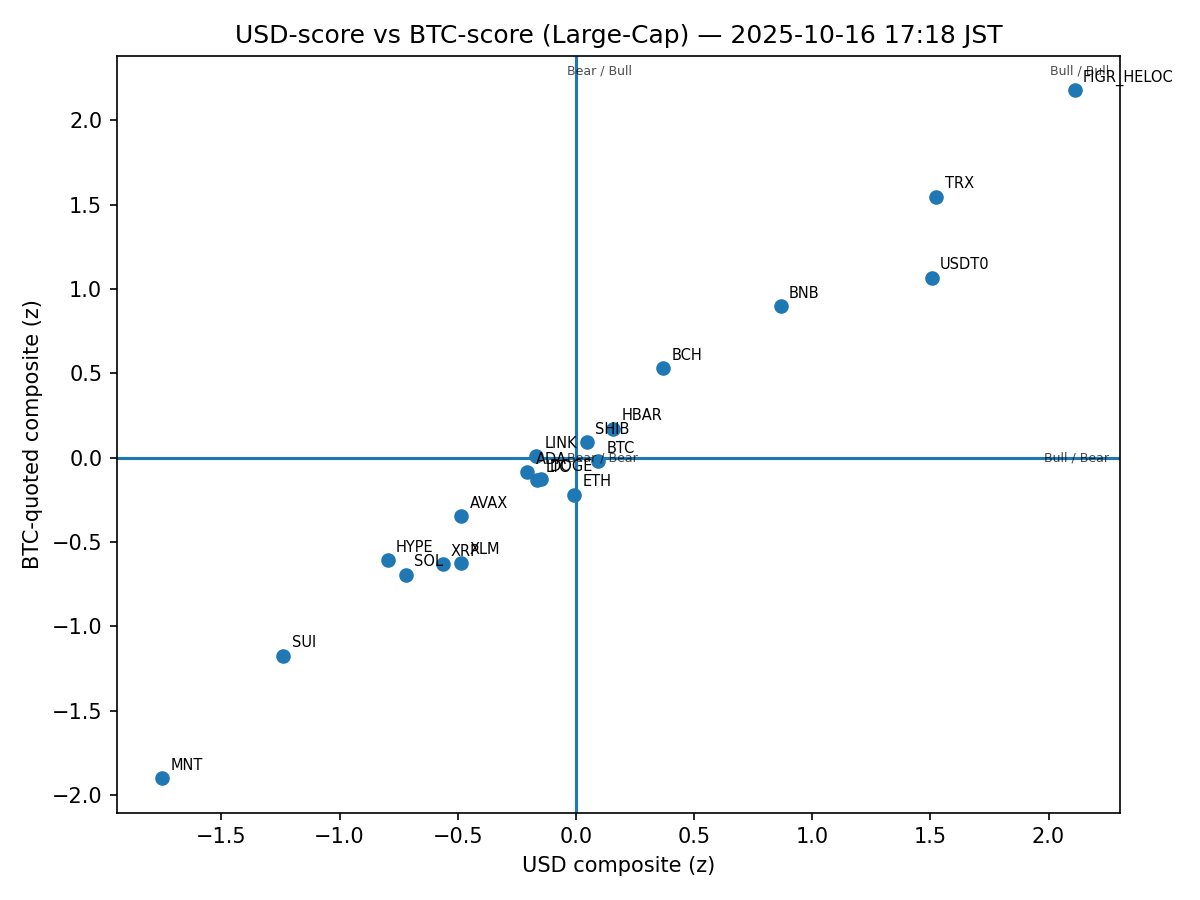 USD-score vs BTC-score (Large-Cap) — 2025-10-16 17:18 JST
Bear / Bull
Bull / Bull
FIGR_HELOC
2.0
TRX
1.5
USDT0
1.0
BNB
BCH
0.5
HBAR
SHIB
LINK
BTC
0.0
ADA
Bear / Bear
Bull / Bear
LTC
DOGE
ETH
AVAX
−0.5
HYPE
XRP
XLM
SOL
−1.0
SUI
−1.5
MNT
−2.0
BTC-quoted composite (z)
−1.5 −1.0 −0.5 0.0 0.5 1.0 1.5 2.0
USD composite (z)